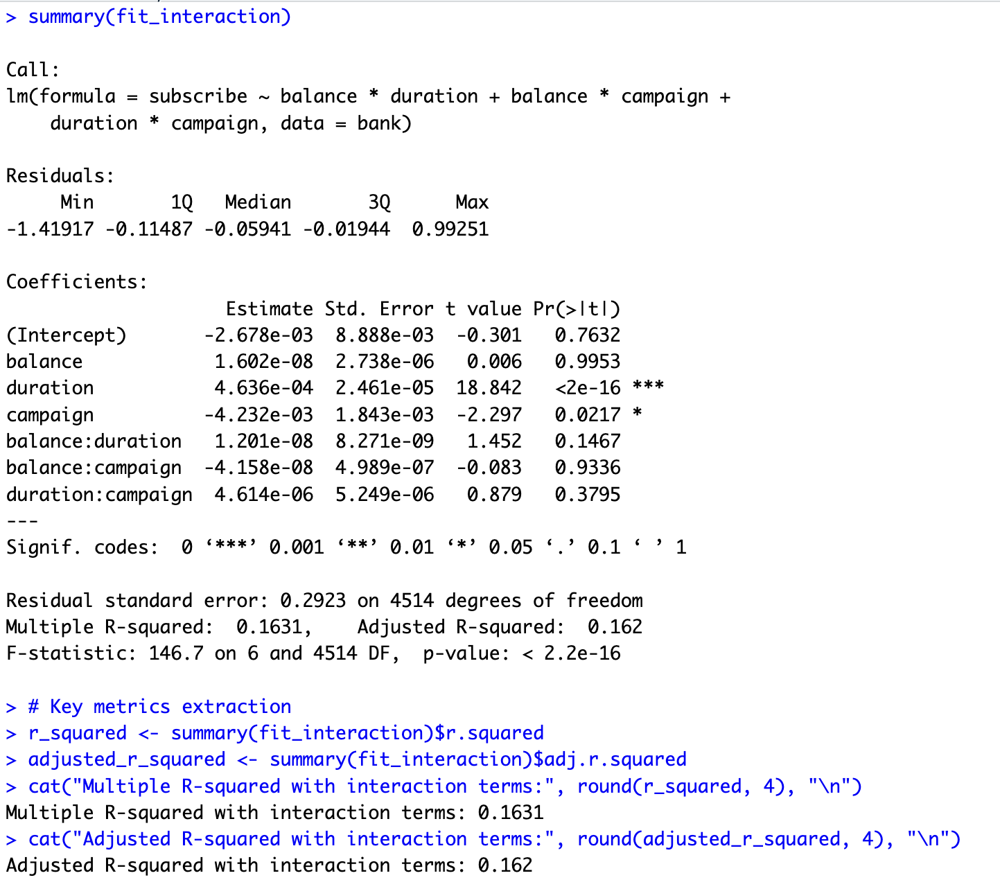 > summary(fit_interaction)
Call:
lm(formula = subscribe ~ balance * duration + balance * campaign +
    duration * campaign, data = bank)
Residuals:
     Min       1Q   Median       3Q      Max
-1.41917 -0.11487 -0.05941 -0.01944  0.99251
Coefficients:
                    Estimate Std. Error t value Pr(>|t|)
(Intercept)       -2.678e-03  8.888e-03  -0.301   0.7632
balance            1.602e-08  2.738e-06   0.006   0.9953
duration           4.636e-04  2.461e-05  18.842   <2e-16 ***
campaign          -4.232e-03  1.843e-03  -2.297   0.0217 *
balance:duration   1.201e-08  8.271e-09   1.452   0.1467
balance:campaign  -4.158e-08  4.989e-07  -0.083   0.9336
duration:campaign  4.614e-06  5.249e-06   0.879   0.3795
---
Signif. codes:  0 ‘***’ 0.001 ‘**’ 0.01 ‘*’ 0.05 ‘.’ 0.1 ‘ ’ 1
Residual standard error: 0.2923 on 4514 degrees of freedom
Multiple R-squared:  0.1631,    Adjusted R-squared:  0.162
F-statistic: 146.7 on 6 and 4514 DF,  p-value: < 2.2e-16
> # Key metrics extraction
> r_squared <- summary(fit_interaction)$r.squared
> adjusted_r_squared <- summary(fit_interaction)$adj.r.squared
> cat("Multiple R-squared with interaction terms:", round(r_squared, 4), "\n")
Multiple R-squared with interaction terms: 0.1631
> cat("Adjusted R-squared with interaction terms:", round(adjusted_r_squared, 4), "\n")
Adjusted R-squared with interaction terms: 0.162